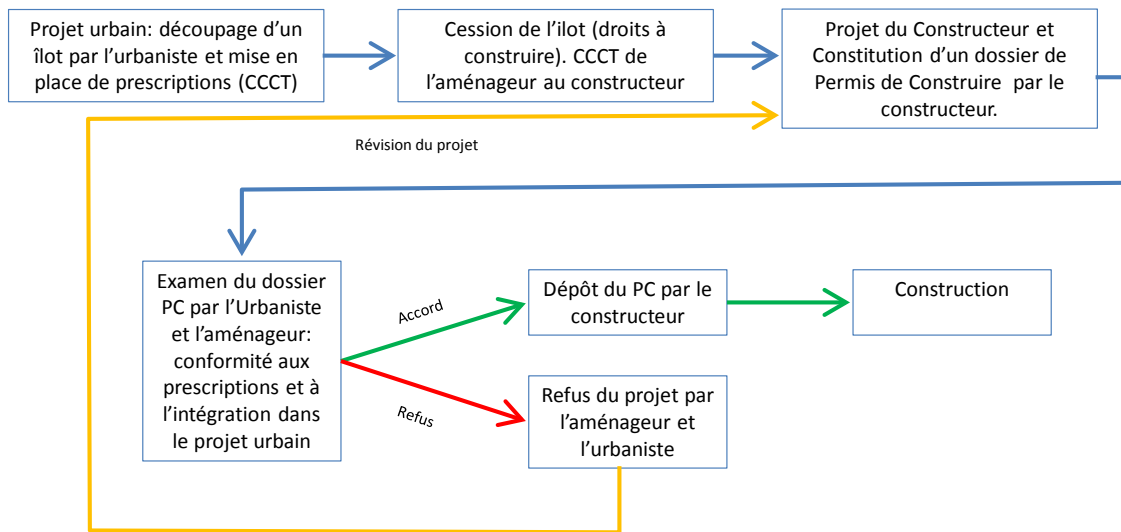 Projet urbain: découpage d'un
îlot par l'urbaniste et mise en
place de prescriptions (CCCT)
Cession de l'ilot (droits à
construire). CCCT de
l'aménageur au constructeur
Projet du Constructeur et
Constitution d'un dossier de
Permis de Construire  par le
constructeur.
Révision du projet
Examen du dossier
PC par l'Urbaniste
et l'aménageur:
conformité aux
prescriptions et à
l'intégration dans
le projet urbain
Accord
Dépôt du PC par le
constructeur
Construction
Refus
Refus du projet par
l'aménageur et
l'urbaniste